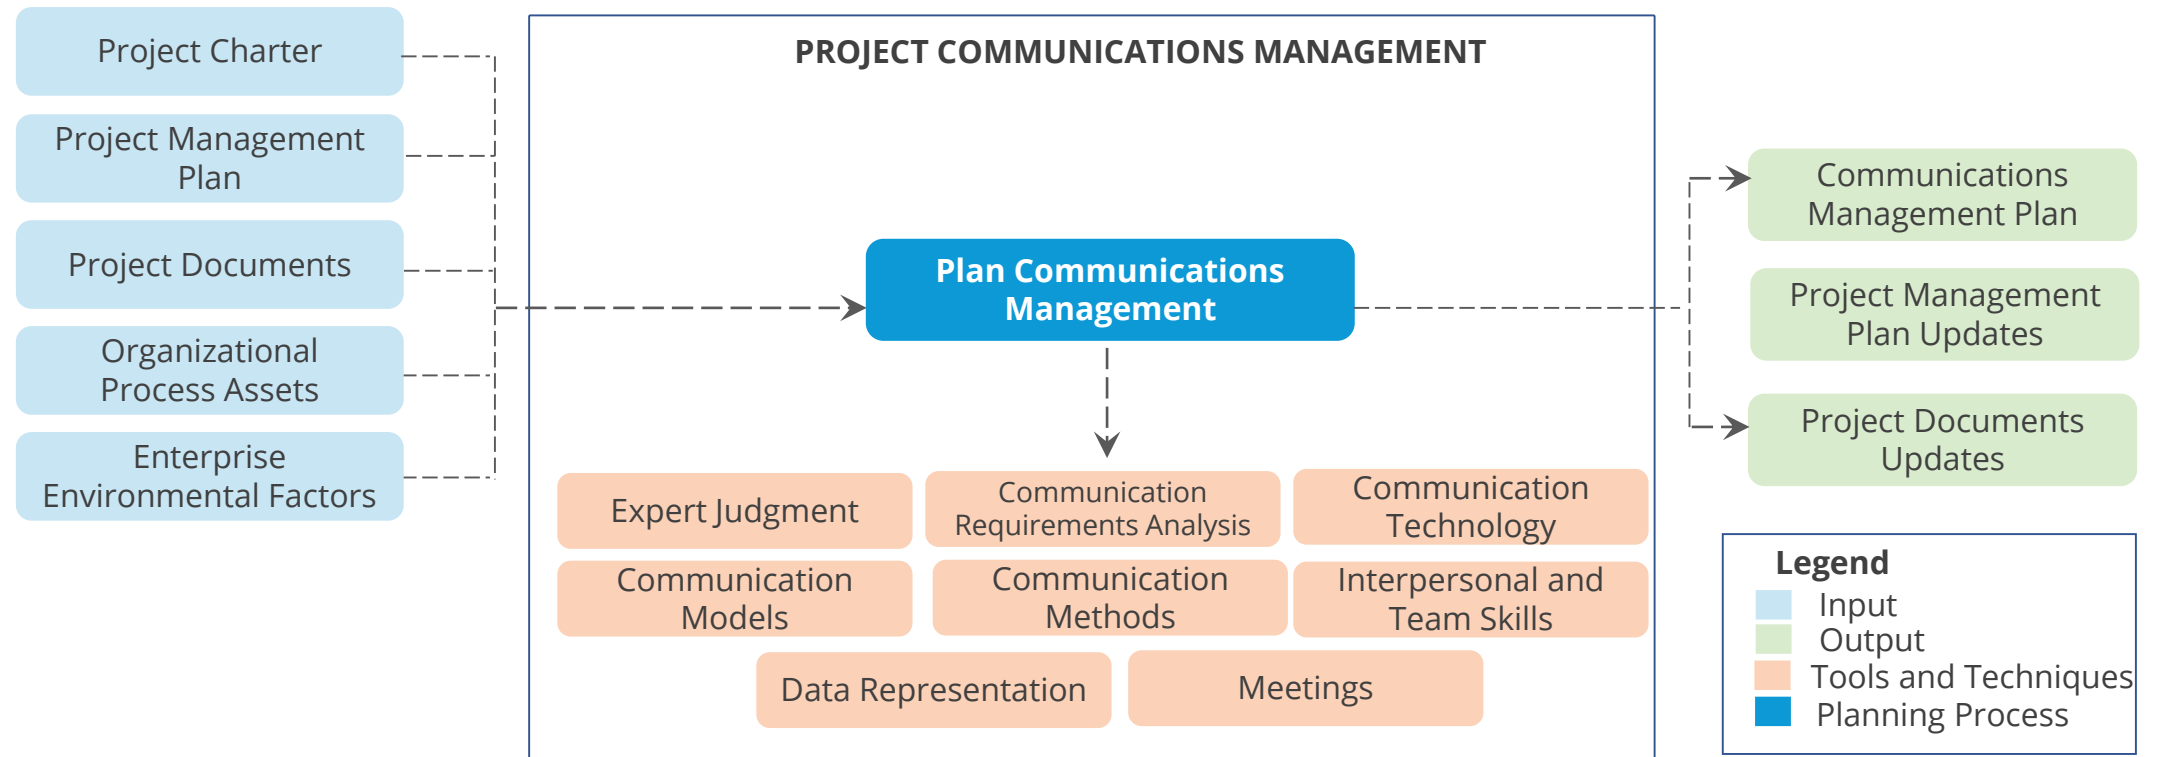 Project Charter
Project Management
Plan
Project Documents
Organizational
Process Assets
Enterprise
Environmental Factors
PROJECT COMMUNICATIONS MANAGEMENT
Plan Communications
Management
Expert Judgment
Communication
Requirements Analysis
Communication
Technology
Communication
Models
Communication
Methods
Interpersonal and
Team Skills
Data Representation
Meetings
Communications
Management Plan
Project Management
Plan Updates
Project Documents
Updates
Legend
Input
Output
Tools and Techniques
Planning Process